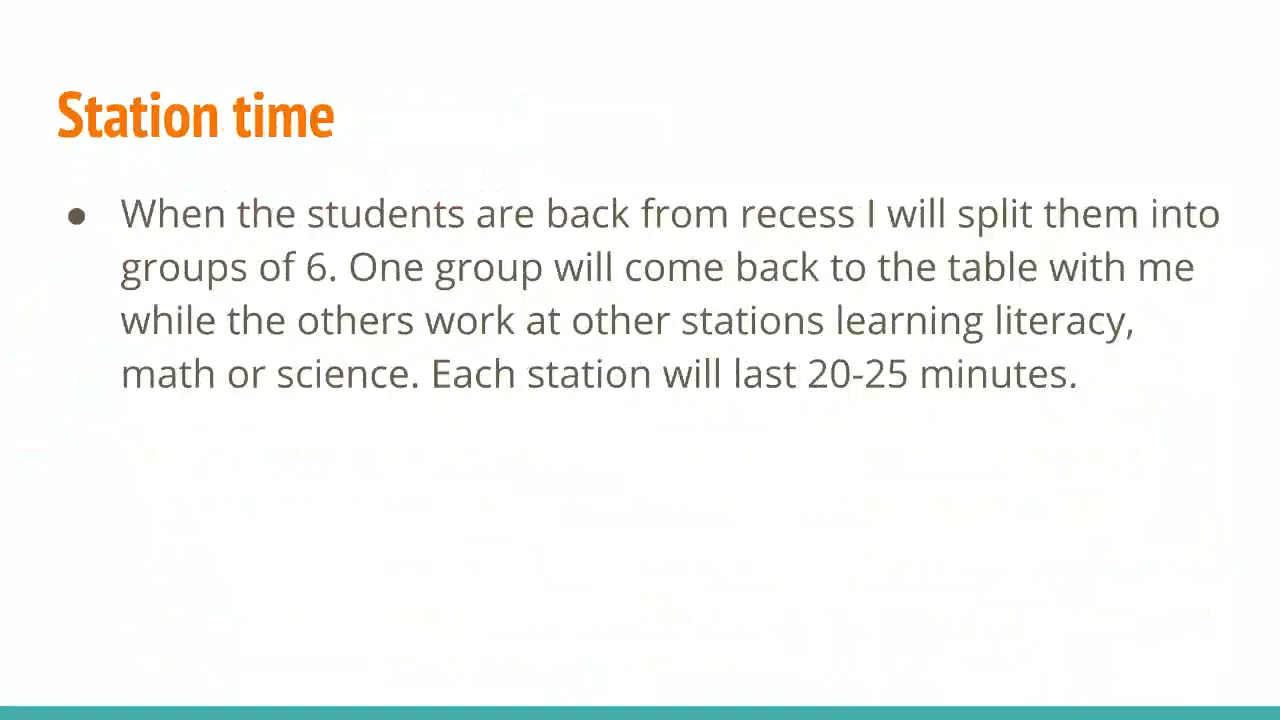 Station time
● When the students are back from recess I will split them into
groups of 6. One group will come back to the table with me
while the others work at other stations learning literacy,
math or science. Each station will last 20-25 minutes.